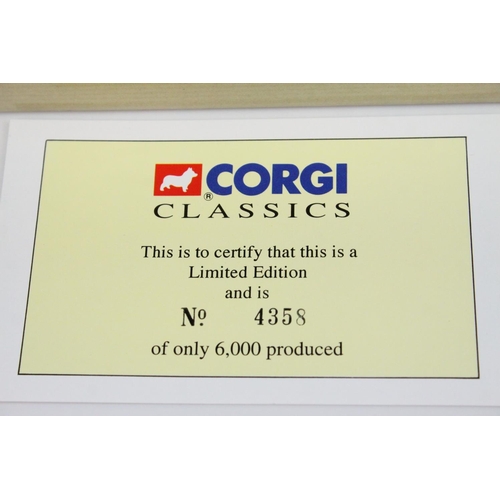 ® CORGI
CLASSICS
This is to certify that this is a
Limited Edition
and is
No. 4358
of only 6,000 produced